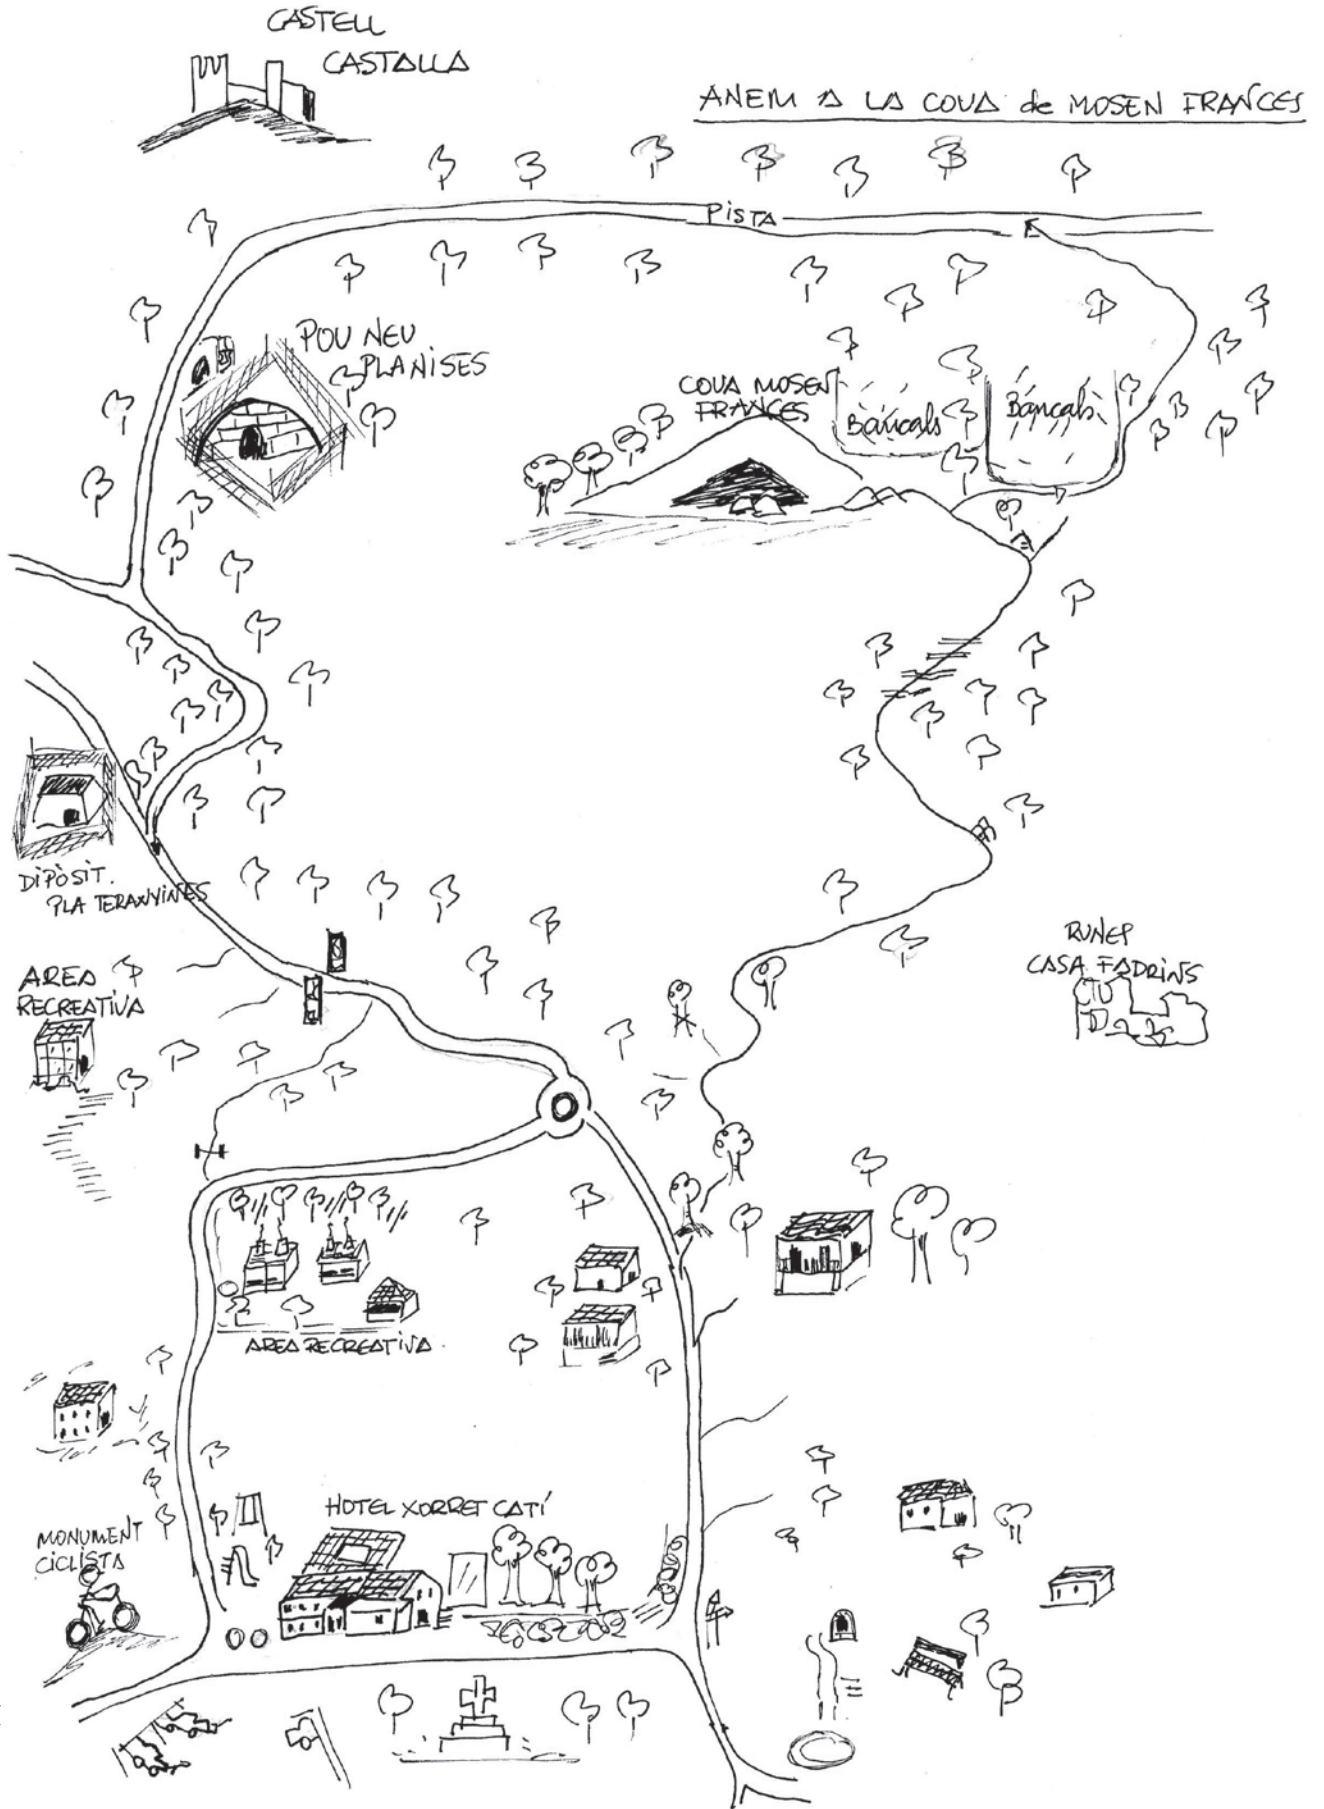 CASTELL
CASTALLA
ANEM A LA COVA de MOSEN FRANCES
PISTA
POU NEU
PLANISES
COVA MOSEN
FRANCES
Bancals
Bancals
DIPÒSIT.
PLA TERANYINES
AREA
RECREATIVA
RUNES
CASA FADRINS
AREA RECREATIVA.
HOTEL XORRET CATÍ
MONUMENT
CICLISTA